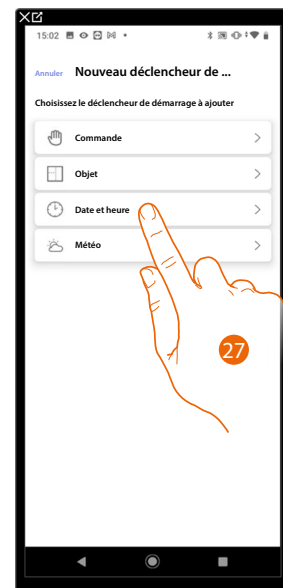 15:02
Annuler Nouveau déclencheur de ...
Choisissez le déclencheur de démarrage à ajouter
Commande
Objet
Date et heure
Météo
27